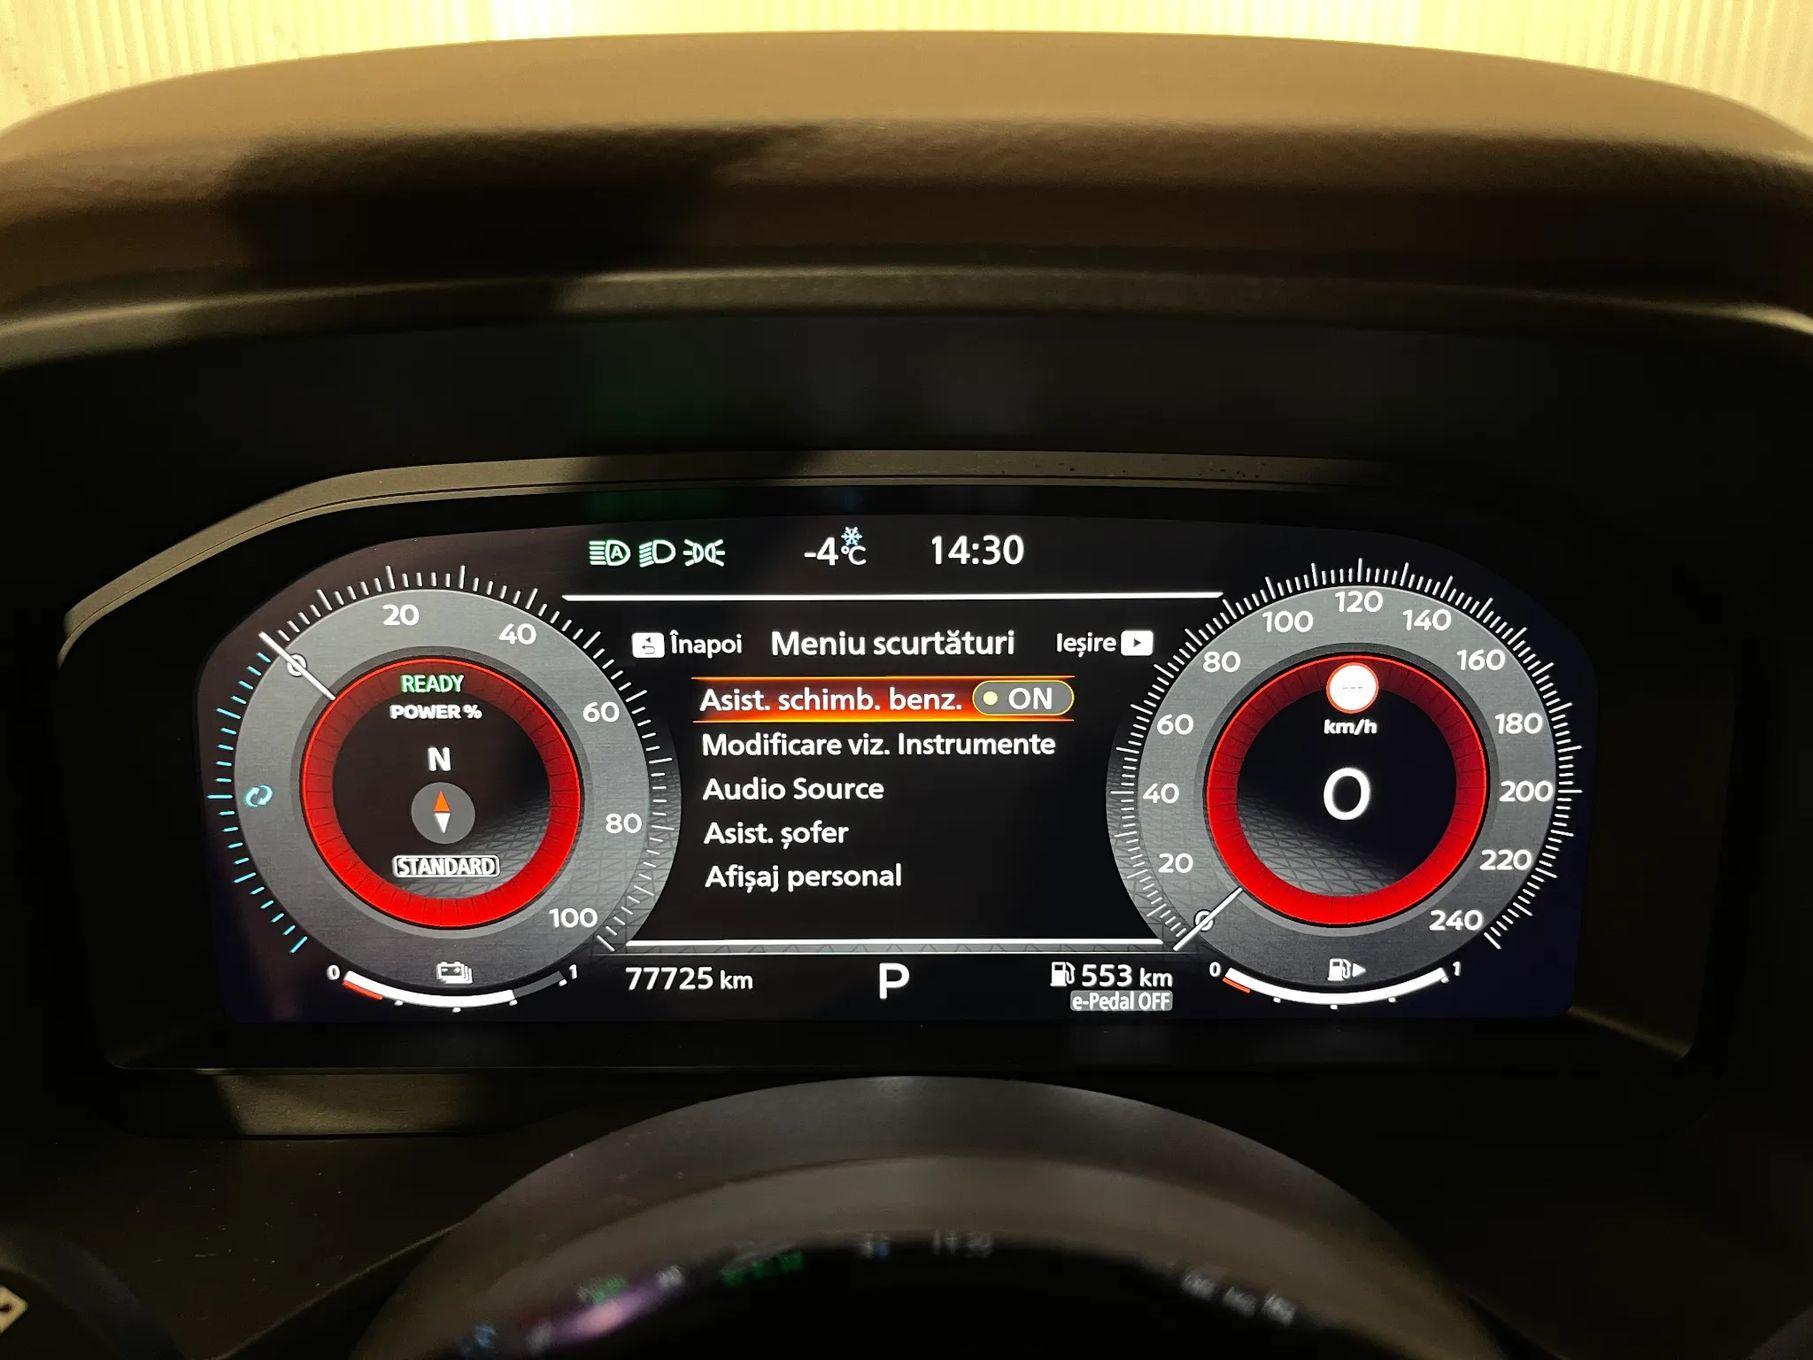 -4°C 14:30
Înapoi Meniu scurtături Ieșire
Asist. schimb. benz. ON
Modificare viz. Instrumente
Audio Source
Asist. șofer
Afișaj personal
0 20 40 60 80 100
READY
POWER %
N
STANDARD
0 1
0 20 40 60 80 100 120 140 160 180 200 220 240
---
km/h
0
0 1
77725 km P 553 km
e-Pedal OFF